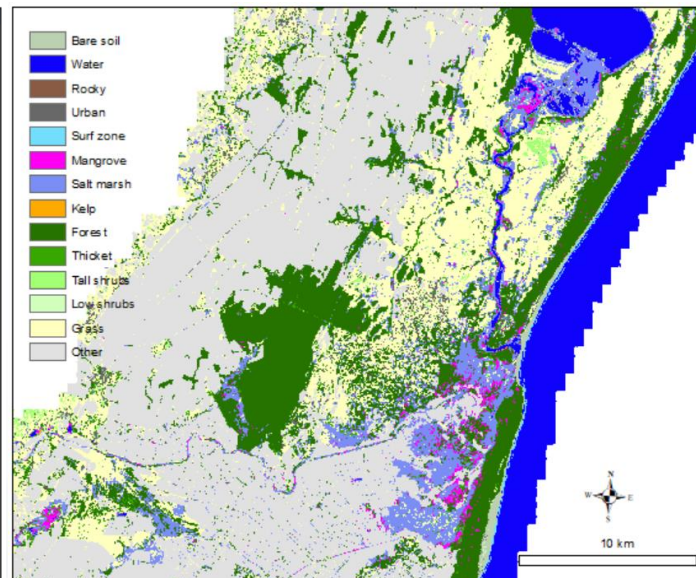 Bare soil
Water
Rocky
Urban
Surf zone
Mangrove
Salt marsh
Kelp
Forest
Thicket
Tall shrubs
Low shrubs
Grass
Other
N
W E
S
10 km